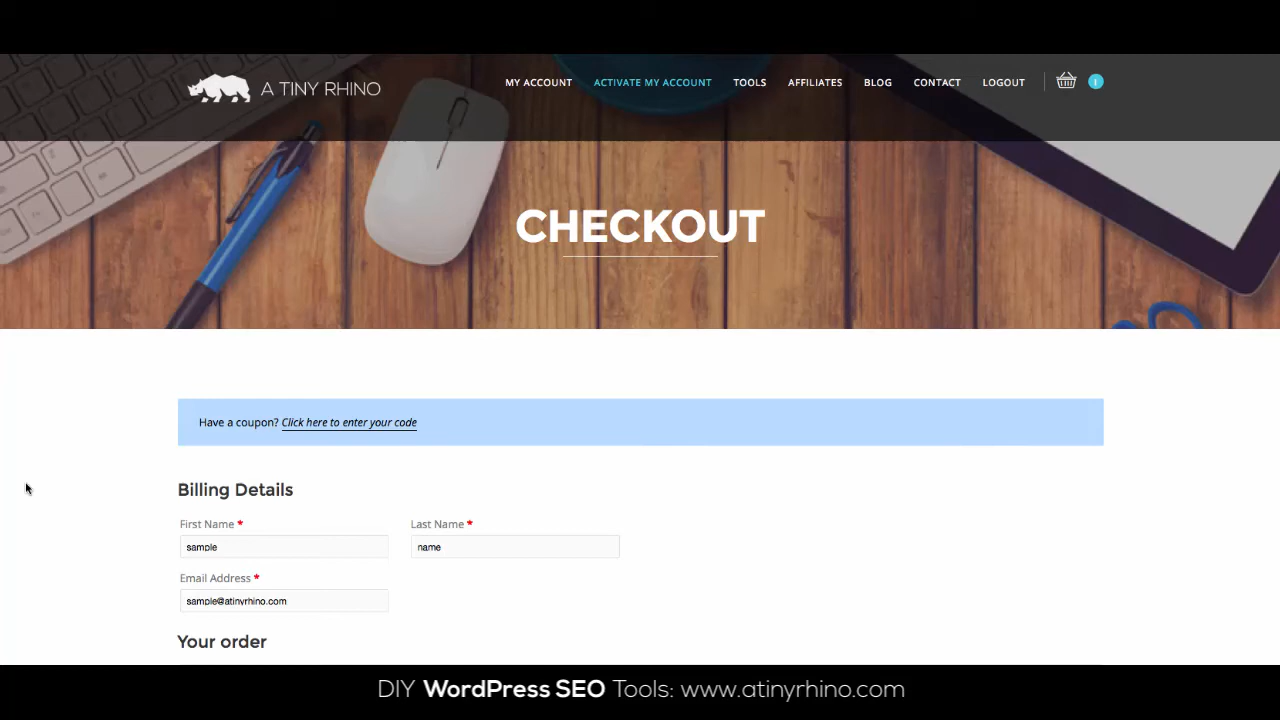 A TINY RHINO
MY ACCOUNT ACTIVATE MY ACCOUNT TOOLS AFFILIATES BLOG CONTACT LOGOUT 1
CHECKOUT
Have a coupon? Click here to enter your code
Billing Details
First Name * Last Name *
sample name
Email Address *
sample@atinyrhino.com
Your order
DIY WordPress SEO Tools: www.atinyrhino.com